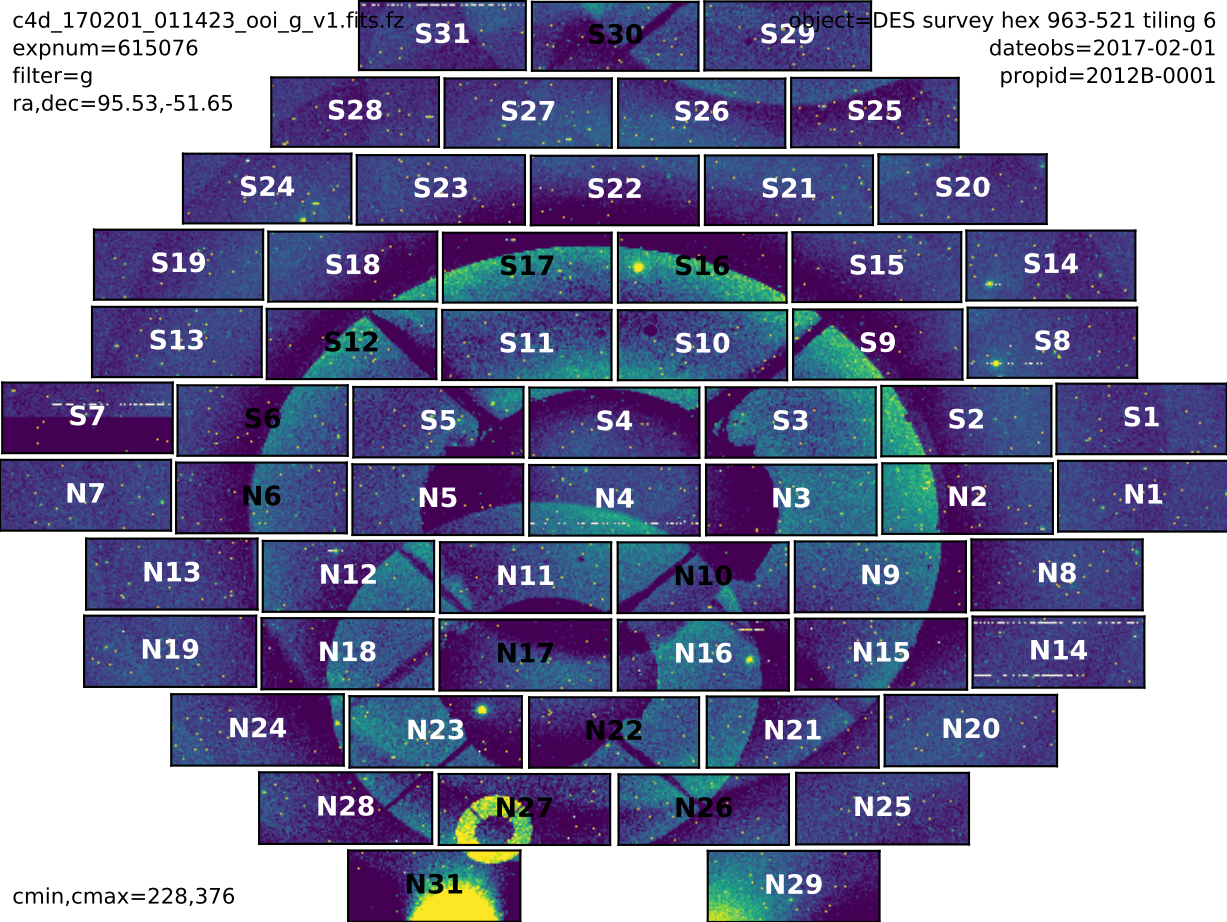 c4d_170201_011423_ooi_g_v1.fits.fz
object=DES survey hex 963-521 tiling 6
expnum=615076
dateobs=2017-02-01
filter=g
propid=2012B-0001
ra,dec=95.53,-51.65
S31 S30 S29
S28 S27 S26 S25
S24 S23 S22 S21 S20
S19 S18 S17 S16 S15 S14
S13 S12 S11 S10 S9 S8
S7 S6 S5 S4 S3 S2 S1
N7 N6 N5 N4 N3 N2 N1
N13 N12 N11 N10 N9 N8
N19 N18 N17 N16 N15 N14
N24 N23 N22 N21 N20
N28 N27 N26 N25
N31 N29
cmin,cmax=228,376